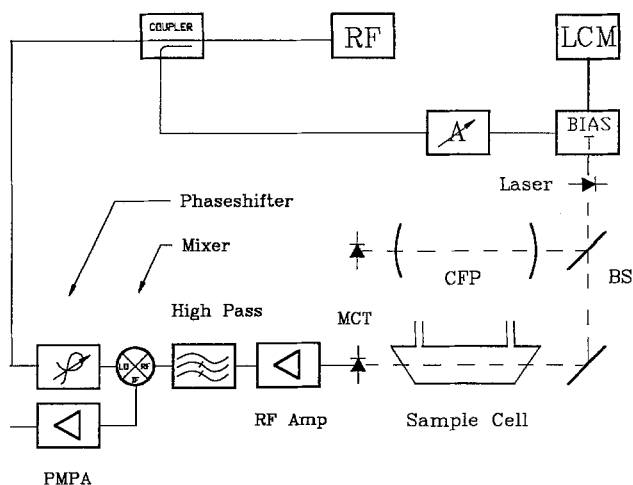 COUPLER
RF
LCM
A
BIAS
T
Laser
Phaseshifter
Mixer
CFP
BS
High Pass
MCT
LO RF
IF
RF Amp
Sample Cell
PMPA